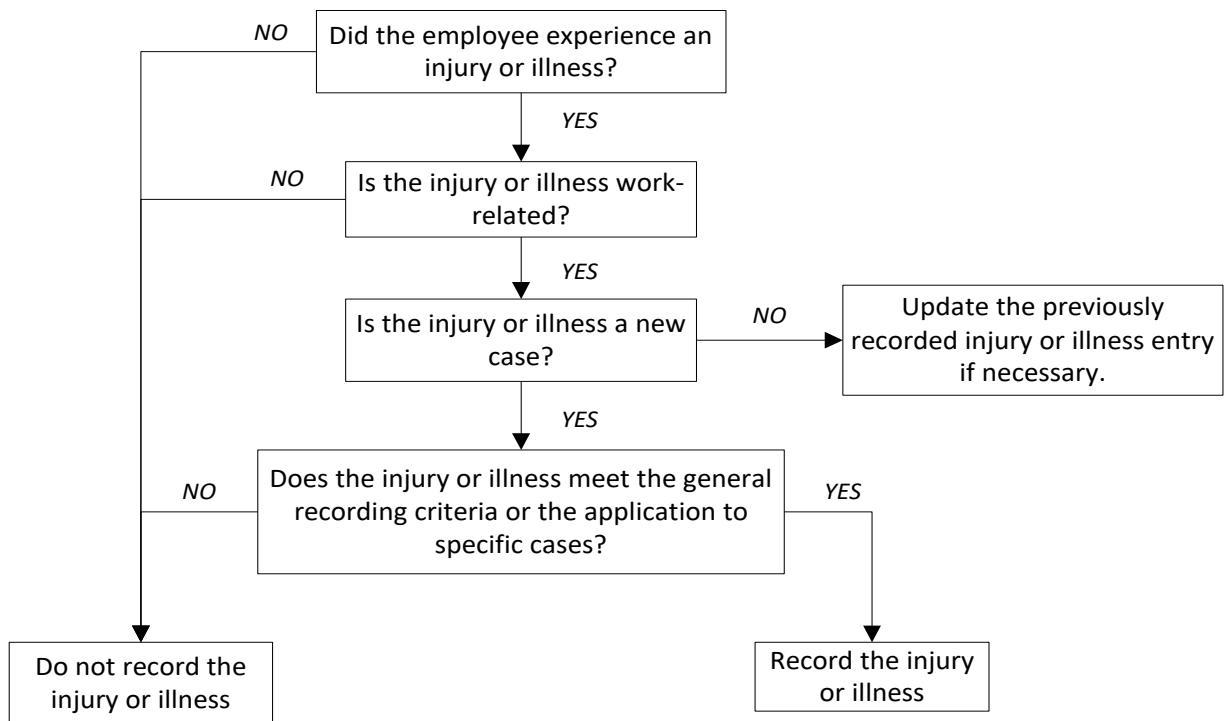 NO
Did the employee experience an
injury or illness?
YES
NO
Is the injury or illness work-
related?
YES
Is the injury or illness a new
case?
NO
Update the previously
recorded injury or illness entry
if necessary.
YES
NO
Does the injury or illness meet the general
recording criteria or the application to
specific cases?
YES
Do not record the
injury or illness
Record the injury
or illness